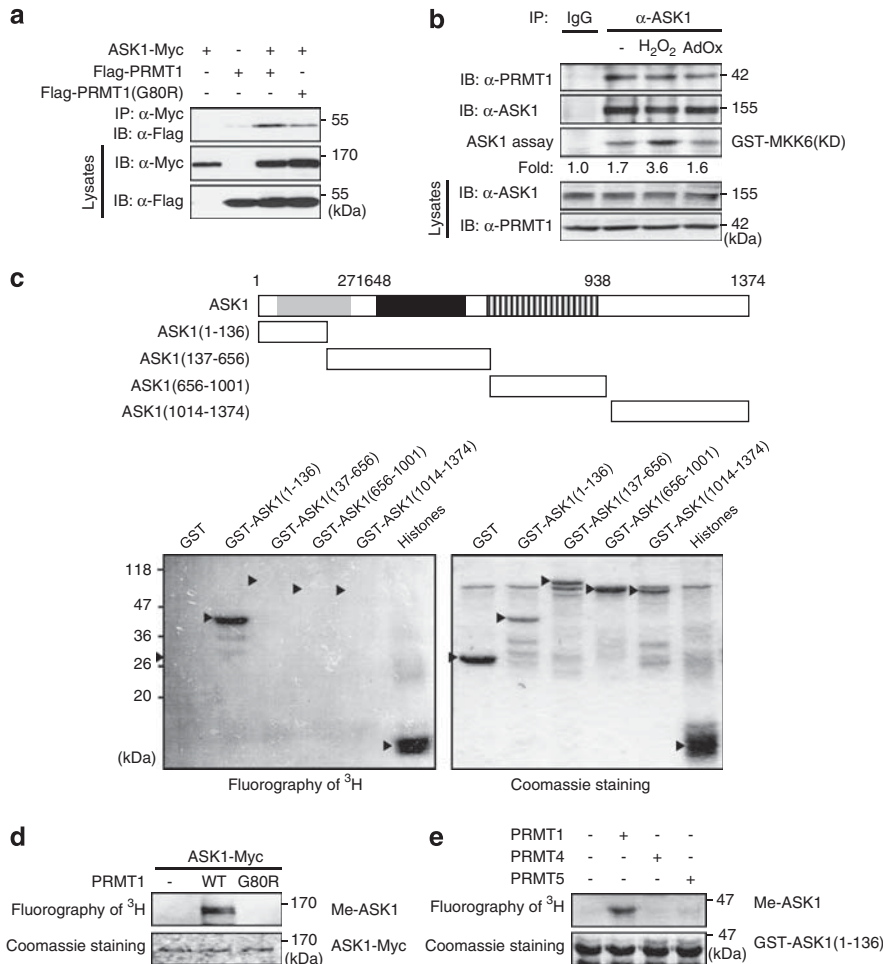 a
ASK1-Myc + - + +
Flag-PRMT1 - + + -
Flag-PRMT1(G80R) - - - +
IP: α-Myc
IB: α-Flag
55
Lysates
IB: α-Myc
170
IB: α-Flag
55
(kDa)
b
IP: IgG α-ASK1
- H2O2 AdOx
IB: α-PRMT1 42
IB: α-ASK1 155
ASK1 assay GST-MKK6(KD)
Fold: 1.0 1.7 3.6 1.6
Lysates
IB: α-ASK1 155
IB: α-PRMT1 42
(kDa)
c
1 271648 938 1374
ASK1
ASK1(1-136)
ASK1(137-656)
ASK1(656-1001)
ASK1(1014-1374)
GST GST-ASK1(1-136) GST-ASK1(137-656) GST-ASK1(656-1001) GST-ASK1(1014-1374) Histones
118
47
36
26
20
(kDa)
Fluorography of 3H
GST GST-ASK1(1-136) GST-ASK1(137-656) GST-ASK1(656-1001) GST-ASK1(1014-1374) Histones
Coomassie staining
d
ASK1-Myc
PRMT1 - WT G80R
Fluorography of 3H 170 Me-ASK1
Coomassie staining 170 ASK1-Myc
(kDa)
e
PRMT1 - + - -
PRMT4 - - + -
PRMT5 - - - +
Fluorography of 3H 47 Me-ASK1
Coomassie staining 47 GST-ASK1(1-136)
(kDa)